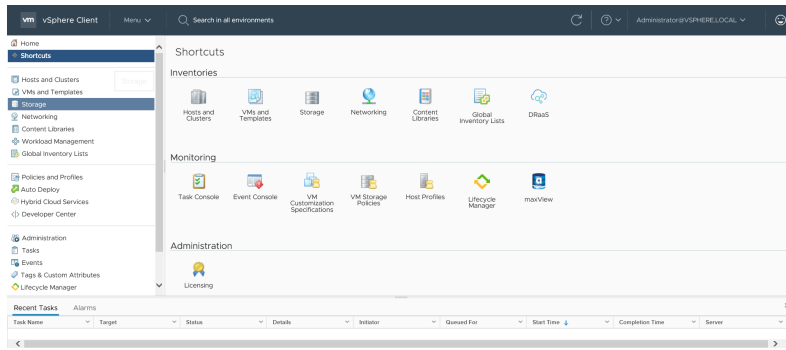 vm vSphere Client Menu Search in all environments Administrator@VSPHERE.LOCAL
Home
Shortcuts
Hosts and Clusters
VMs and Templates
Storage
Networking
Content Libraries
Workload Management
Global Inventory Lists
Policies and Profiles
Auto Deploy
Hybrid Cloud Services
Developer Center
Administration
Tasks
Events
Tags & Custom Attributes
Lifecycle Manager
Storage
Shortcuts
Inventories
Hosts and
Clusters
VMs and
Templates
Storage
Networking
Content
Libraries
Global
Inventory Lists
DRaaS
Monitoring
Task Console
Event Console
VM
Customization
Specifications
VM Storage
Policies
Host Profiles
Lifecycle
Manager
maxView
Administration
Licensing
Recent Tasks Alarms
Task Name Target Status Details Initiator Queued For Start Time ↓ Completion Time Server